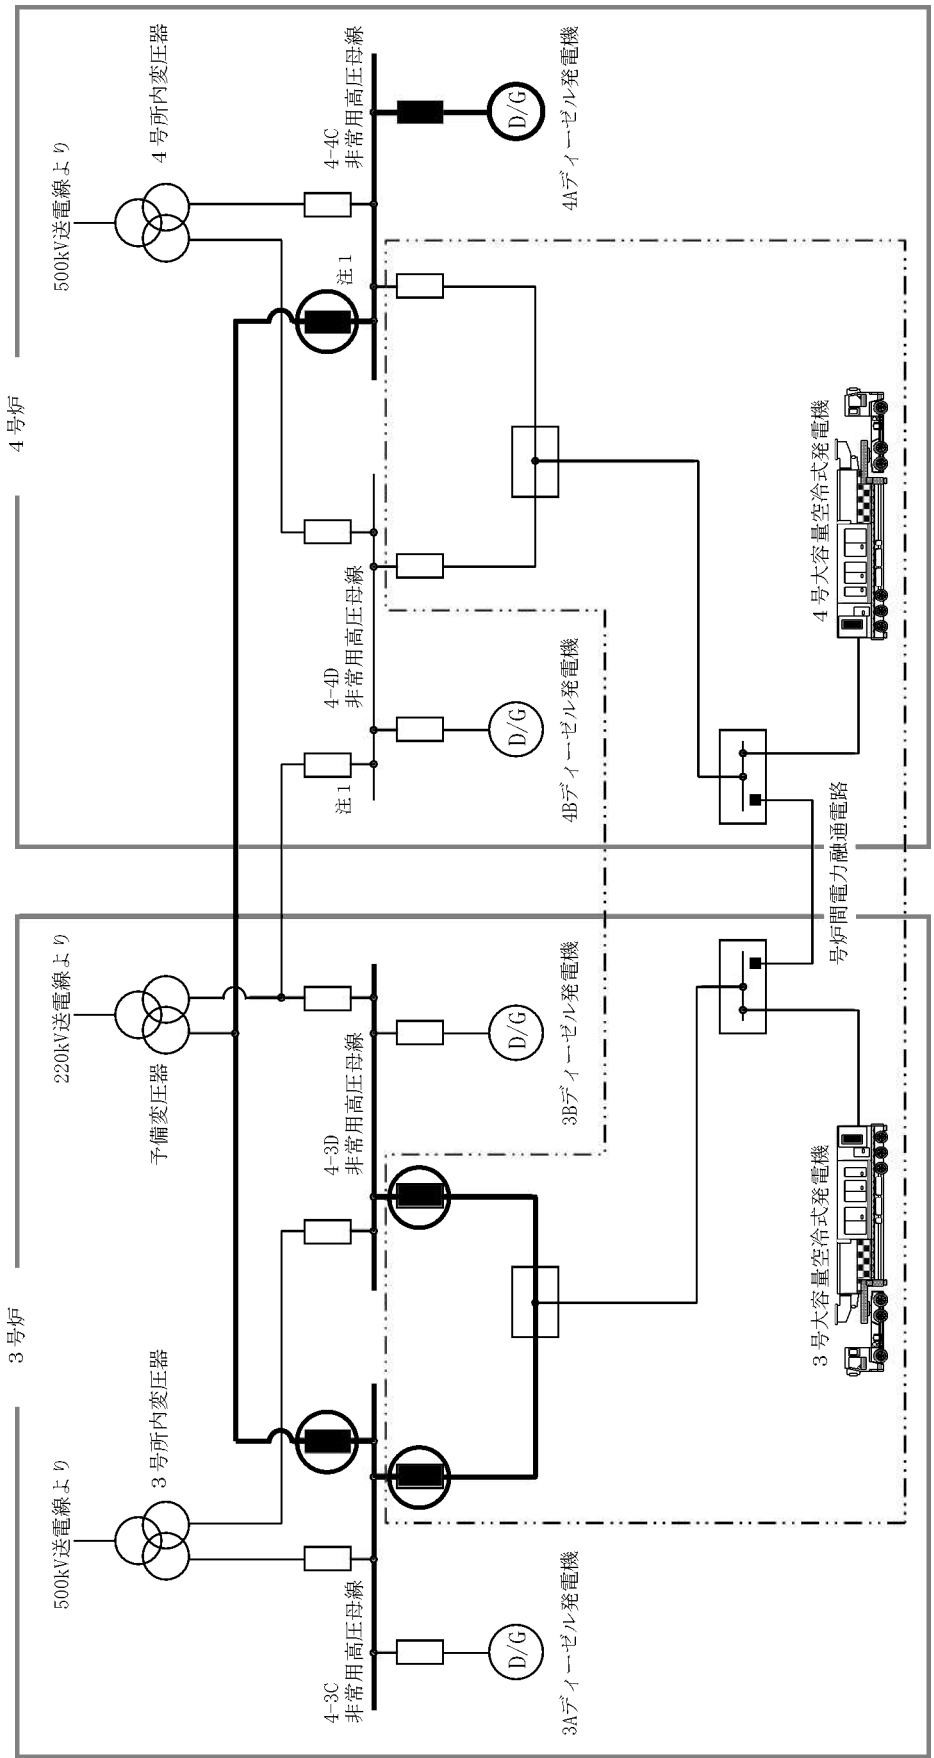 3号炉
4号炉
500kV送電線より
3号所内変圧器
220kV送電線より
予備変圧器
500kV送電線より
4号所内変圧器
4-3C
非常用高圧母線
4-3D
非常用高圧母線
注1
4-4D
非常用高圧母線
注1
4-4C
非常用高圧母線
D/G
D/G
D/G
D/G
3Aディーゼル発電機
3Bディーゼル発電機
4Bディーゼル発電機
4Aディーゼル発電機
3号大容量空冷式発電機
号炉間電力融通電路
4号大容量空冷式発電機